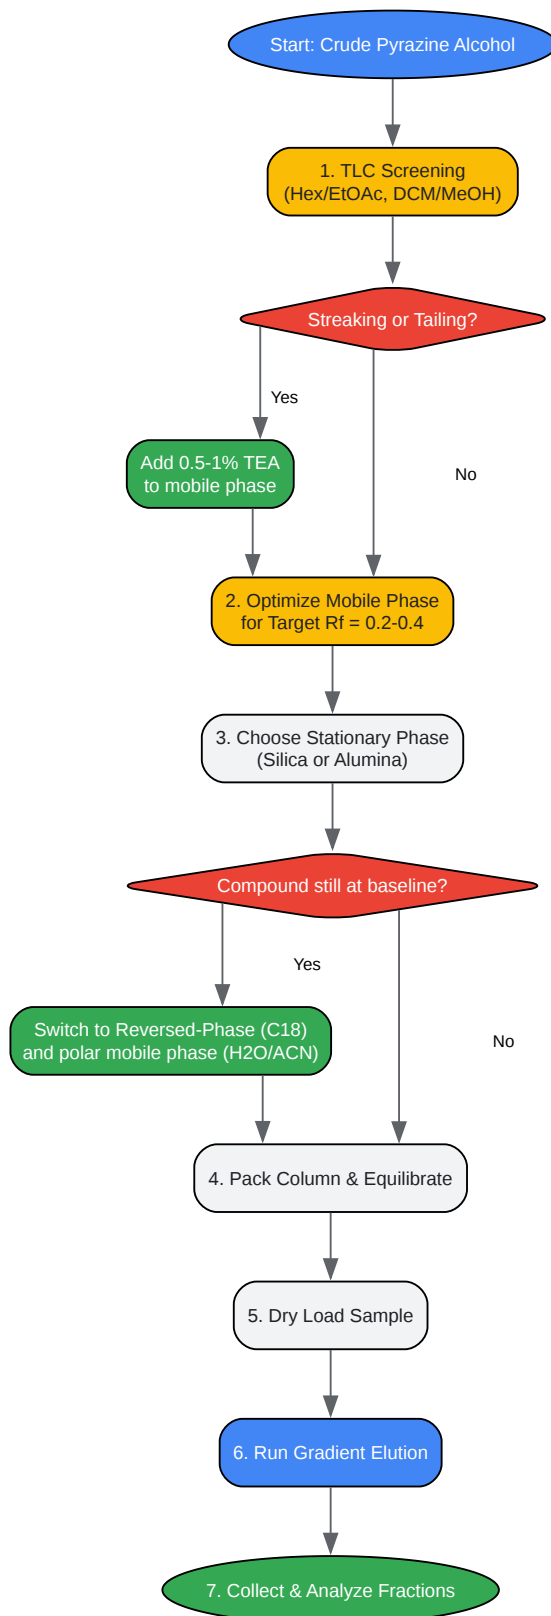 Start: Crude Pyrazine Alcohol
1. TLC Screening
(Hex/EtOAc, DCM/MeOH)
Streaking or Tailing?
Yes
Add 0.5-1% TEA
to mobile phase
No
2. Optimize Mobile Phase
for Target Rf = 0.2-0.4
3. Choose Stationary Phase
(Silica or Alumina)
Compound still at baseline?
Yes
Switch to Reversed-Phase (C18)
and polar mobile phase (H2O/ACN)
No
4. Pack Column & Equilibrate
5. Dry Load Sample
6. Run Gradient Elution
7. Collect & Analyze Fractions